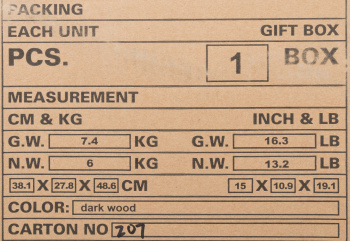 PACKING
EACH UNIT GIFT BOX
PCS. 1 BOX
MEASUREMENT
CM & KG INCH & LB
G.W. 7.4 KG G.W. 16.3 LB
N.W. 6 KG N.W. 13.2 LB
38.1 X 27.8 X 48.6 CM 15 X 10.9 X 19.1
COLOR: dark wood
CARTON NO 207